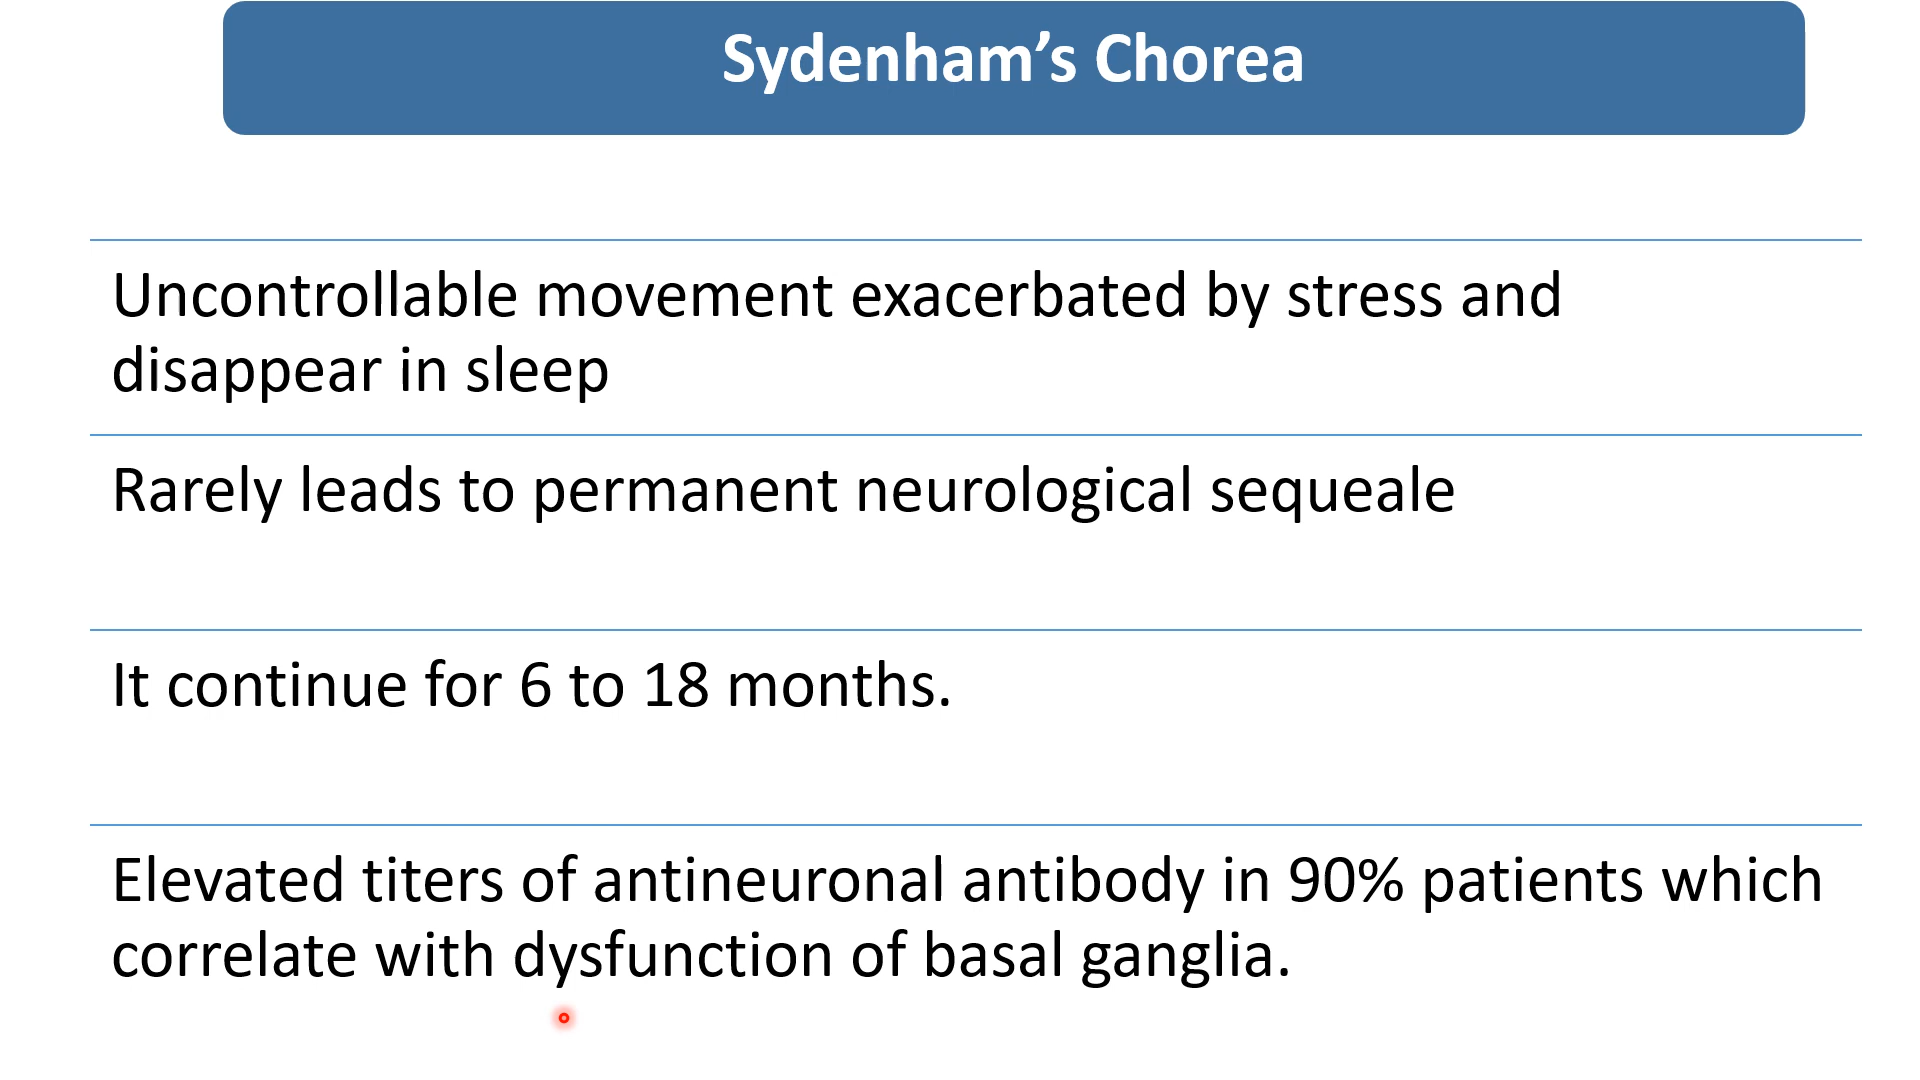 Sydenham’s Chorea
Uncontrollable movement exacerbated by stress and
disappear in sleep
Rarely leads to permanent neurological sequeale
It continue for 6 to 18 months.
Elevated titers of antineuronal antibody in 90% patients which
correlate with dysfunction of basal ganglia.